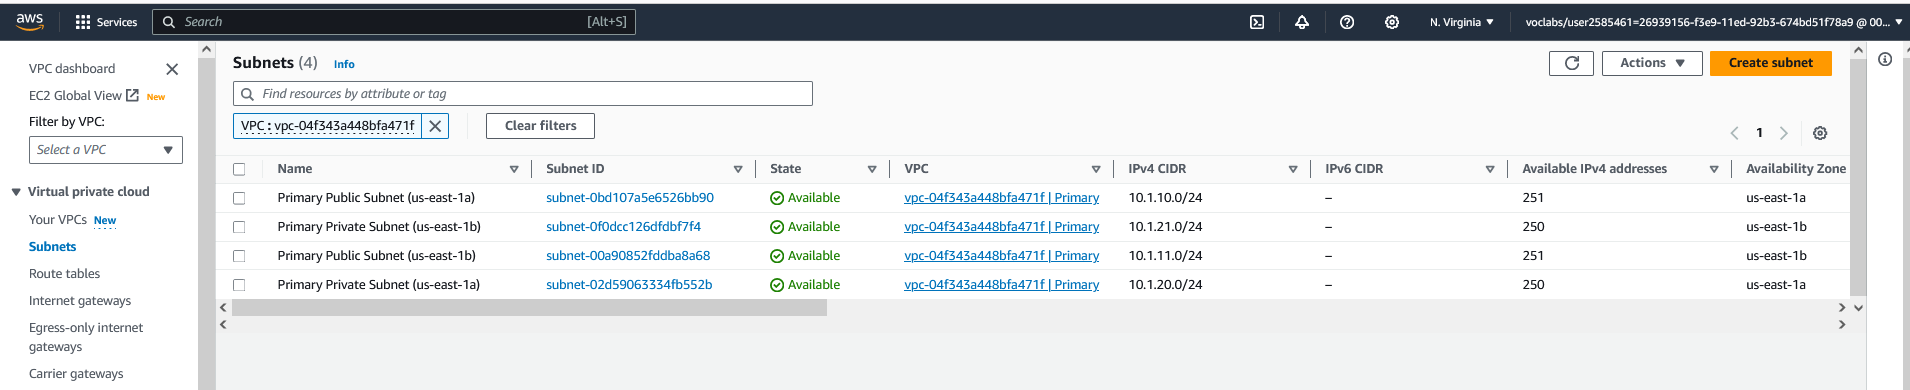 aws
Services
Search
[Alt+S]
N. Virginia
voclabs/user2585461=26939156-f3e9-11ed-92b3-674bd51f78a9 @ 00...
VPC dashboard
EC2 Global View New
Filter by VPC:
Select a VPC
Virtual private cloud
Your VPCs New
Subnets
Route tables
Internet gateways
Egress-only internet
gateways
Carrier gateways
Subnets (4) Info
Actions
Create subnet
Find resources by attribute or tag
VPC : vpc-04f343a448bfa471f
Clear filters
1
Name Subnet ID State VPC IPv4 CIDR IPv6 CIDR Available IPv4 addresses Availability Zone
Primary Public Subnet (us-east-1a) subnet-0bd107a5e6526bb90 Available vpc-04f343a448bfa471f | Primary 10.1.10.0/24 – 251 us-east-1a
Primary Private Subnet (us-east-1b) subnet-0f0dcc126dfdbf7f4 Available vpc-04f343a448bfa471f | Primary 10.1.21.0/24 – 250 us-east-1b
Primary Public Subnet (us-east-1b) subnet-00a90852fddba8a68 Available vpc-04f343a448bfa471f | Primary 10.1.11.0/24 – 251 us-east-1b
Primary Private Subnet (us-east-1a) subnet-02d59063334fb552b Available vpc-04f343a448bfa471f | Primary 10.1.20.0/24 – 250 us-east-1a